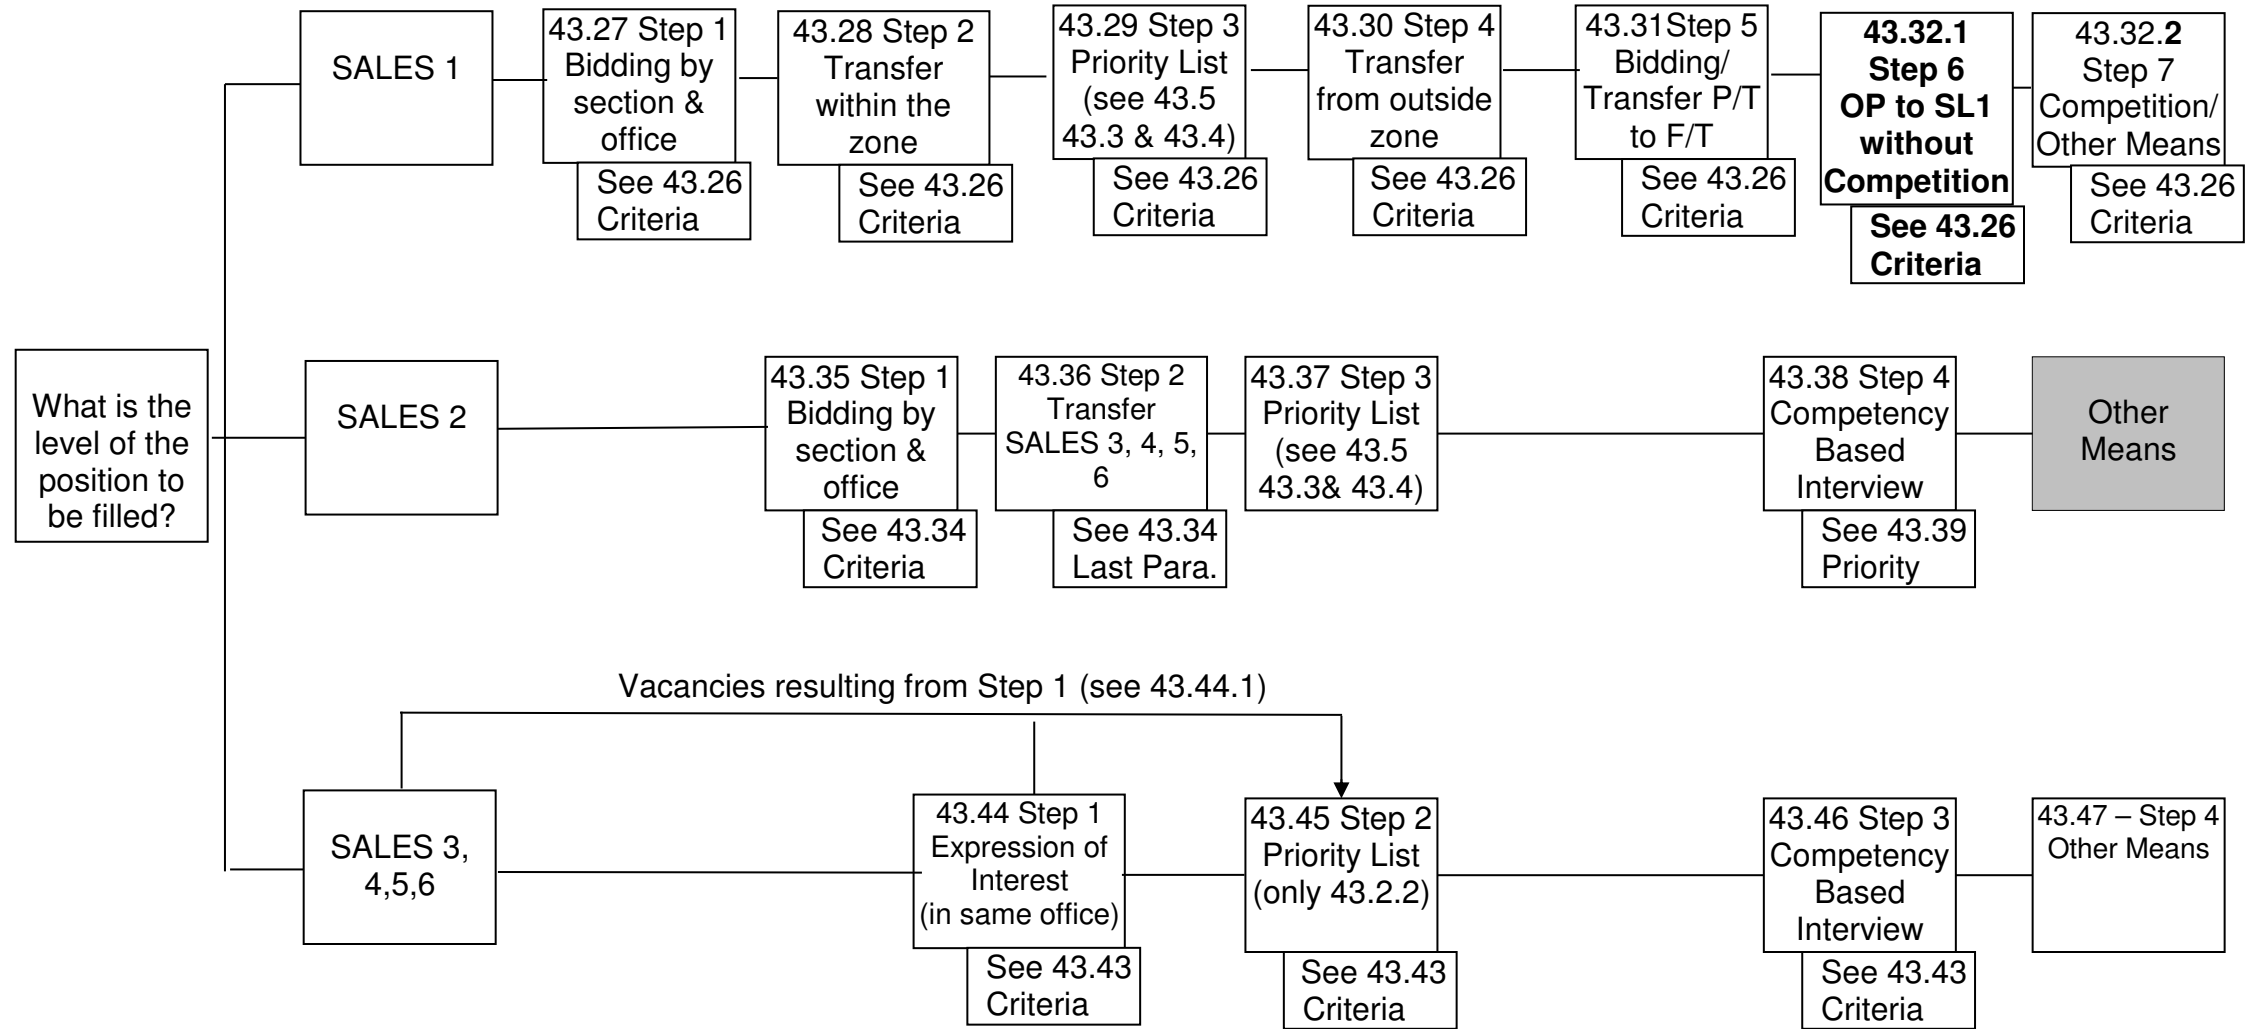 What is the
level of the
position to
be filled?
SALES 1
43.27 Step 1
Bidding by
section &
office
See 43.26
Criteria
43.28 Step 2
Transfer
within the
zone
See 43.26
Criteria
43.29 Step 3
Priority List
(see 43.5
43.3 & 43.4)
See 43.26
Criteria
43.30 Step 4
Transfer
from outside
zone
See 43.26
Criteria
43.31Step 5
Bidding/
Transfer P/T
to F/T
See 43.26
Criteria
43.32.1
Step 6
OP to SL1
without
Competition
See 43.26
Criteria
43.32.2
Step 7
Competition/
Other Means
See 43.26
Criteria
SALES 2
43.35 Step 1
Bidding by
section &
office
See 43.34
Criteria
43.36 Step 2
Transfer
SALES 3, 4, 5,
6
See 43.34
Last Para.
43.37 Step 3
Priority List
(see 43.5
43.3& 43.4)
43.38 Step 4
Competency
Based
Interview
See 43.39
Priority
Other
Means
Vacancies resulting from Step 1 (see 43.44.1)
SALES 3,
4,5,6
43.44 Step 1
Expression of
Interest
(in same office)
See 43.43
Criteria
43.45 Step 2
Priority List
(only 43.2.2)
See 43.43
Criteria
43.46 Step 3
Competency
Based
Interview
See 43.43
Criteria
43.47 – Step 4
Other Means